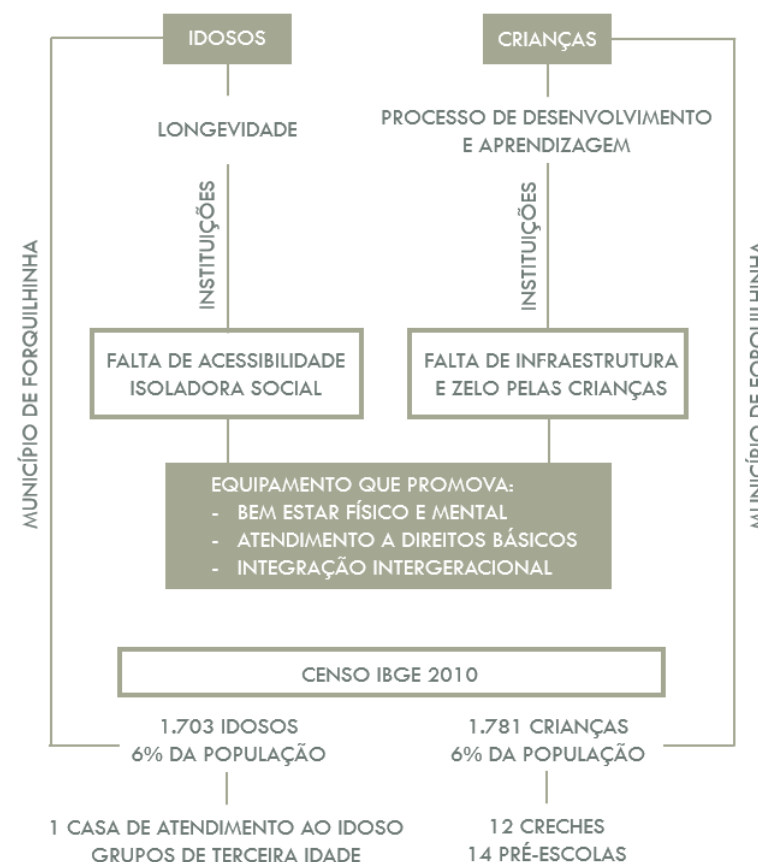 IDOSOS
CRIANÇAS
LONGEVIDADE
PROCESSO DE DESENVOLVIMENTO
E APRENDIZAGEM
INSTITUIÇÕES
INSTITUIÇÕES
MUNICÍPIO DE FORQUILHINHA
MUNICÍPIO DE FORQUILHINHA
FALTA DE ACESSIBILIDADE
ISOLADORA SOCIAL
FALTA DE INFRAESTRUTURA
E ZELO PELAS CRIANÇAS
EQUIPAMENTO QUE PROMOVA:
- BEM ESTAR FÍSICO E MENTAL
- ATENDIMENTO A DIREITOS BÁSICOS
- INTEGRAÇÃO INTERGERACIONAL
CENSO IBGE 2010
1.703 IDOSOS
6% DA POPULAÇÃO
1.781 CRIANÇAS
6% DA POPULAÇÃO
1 CASA DE ATENDIMENTO AO IDOSO
GRUPOS DE TERCEIRA IDADE
12 CRECHES
14 PRÉ-ESCOLAS